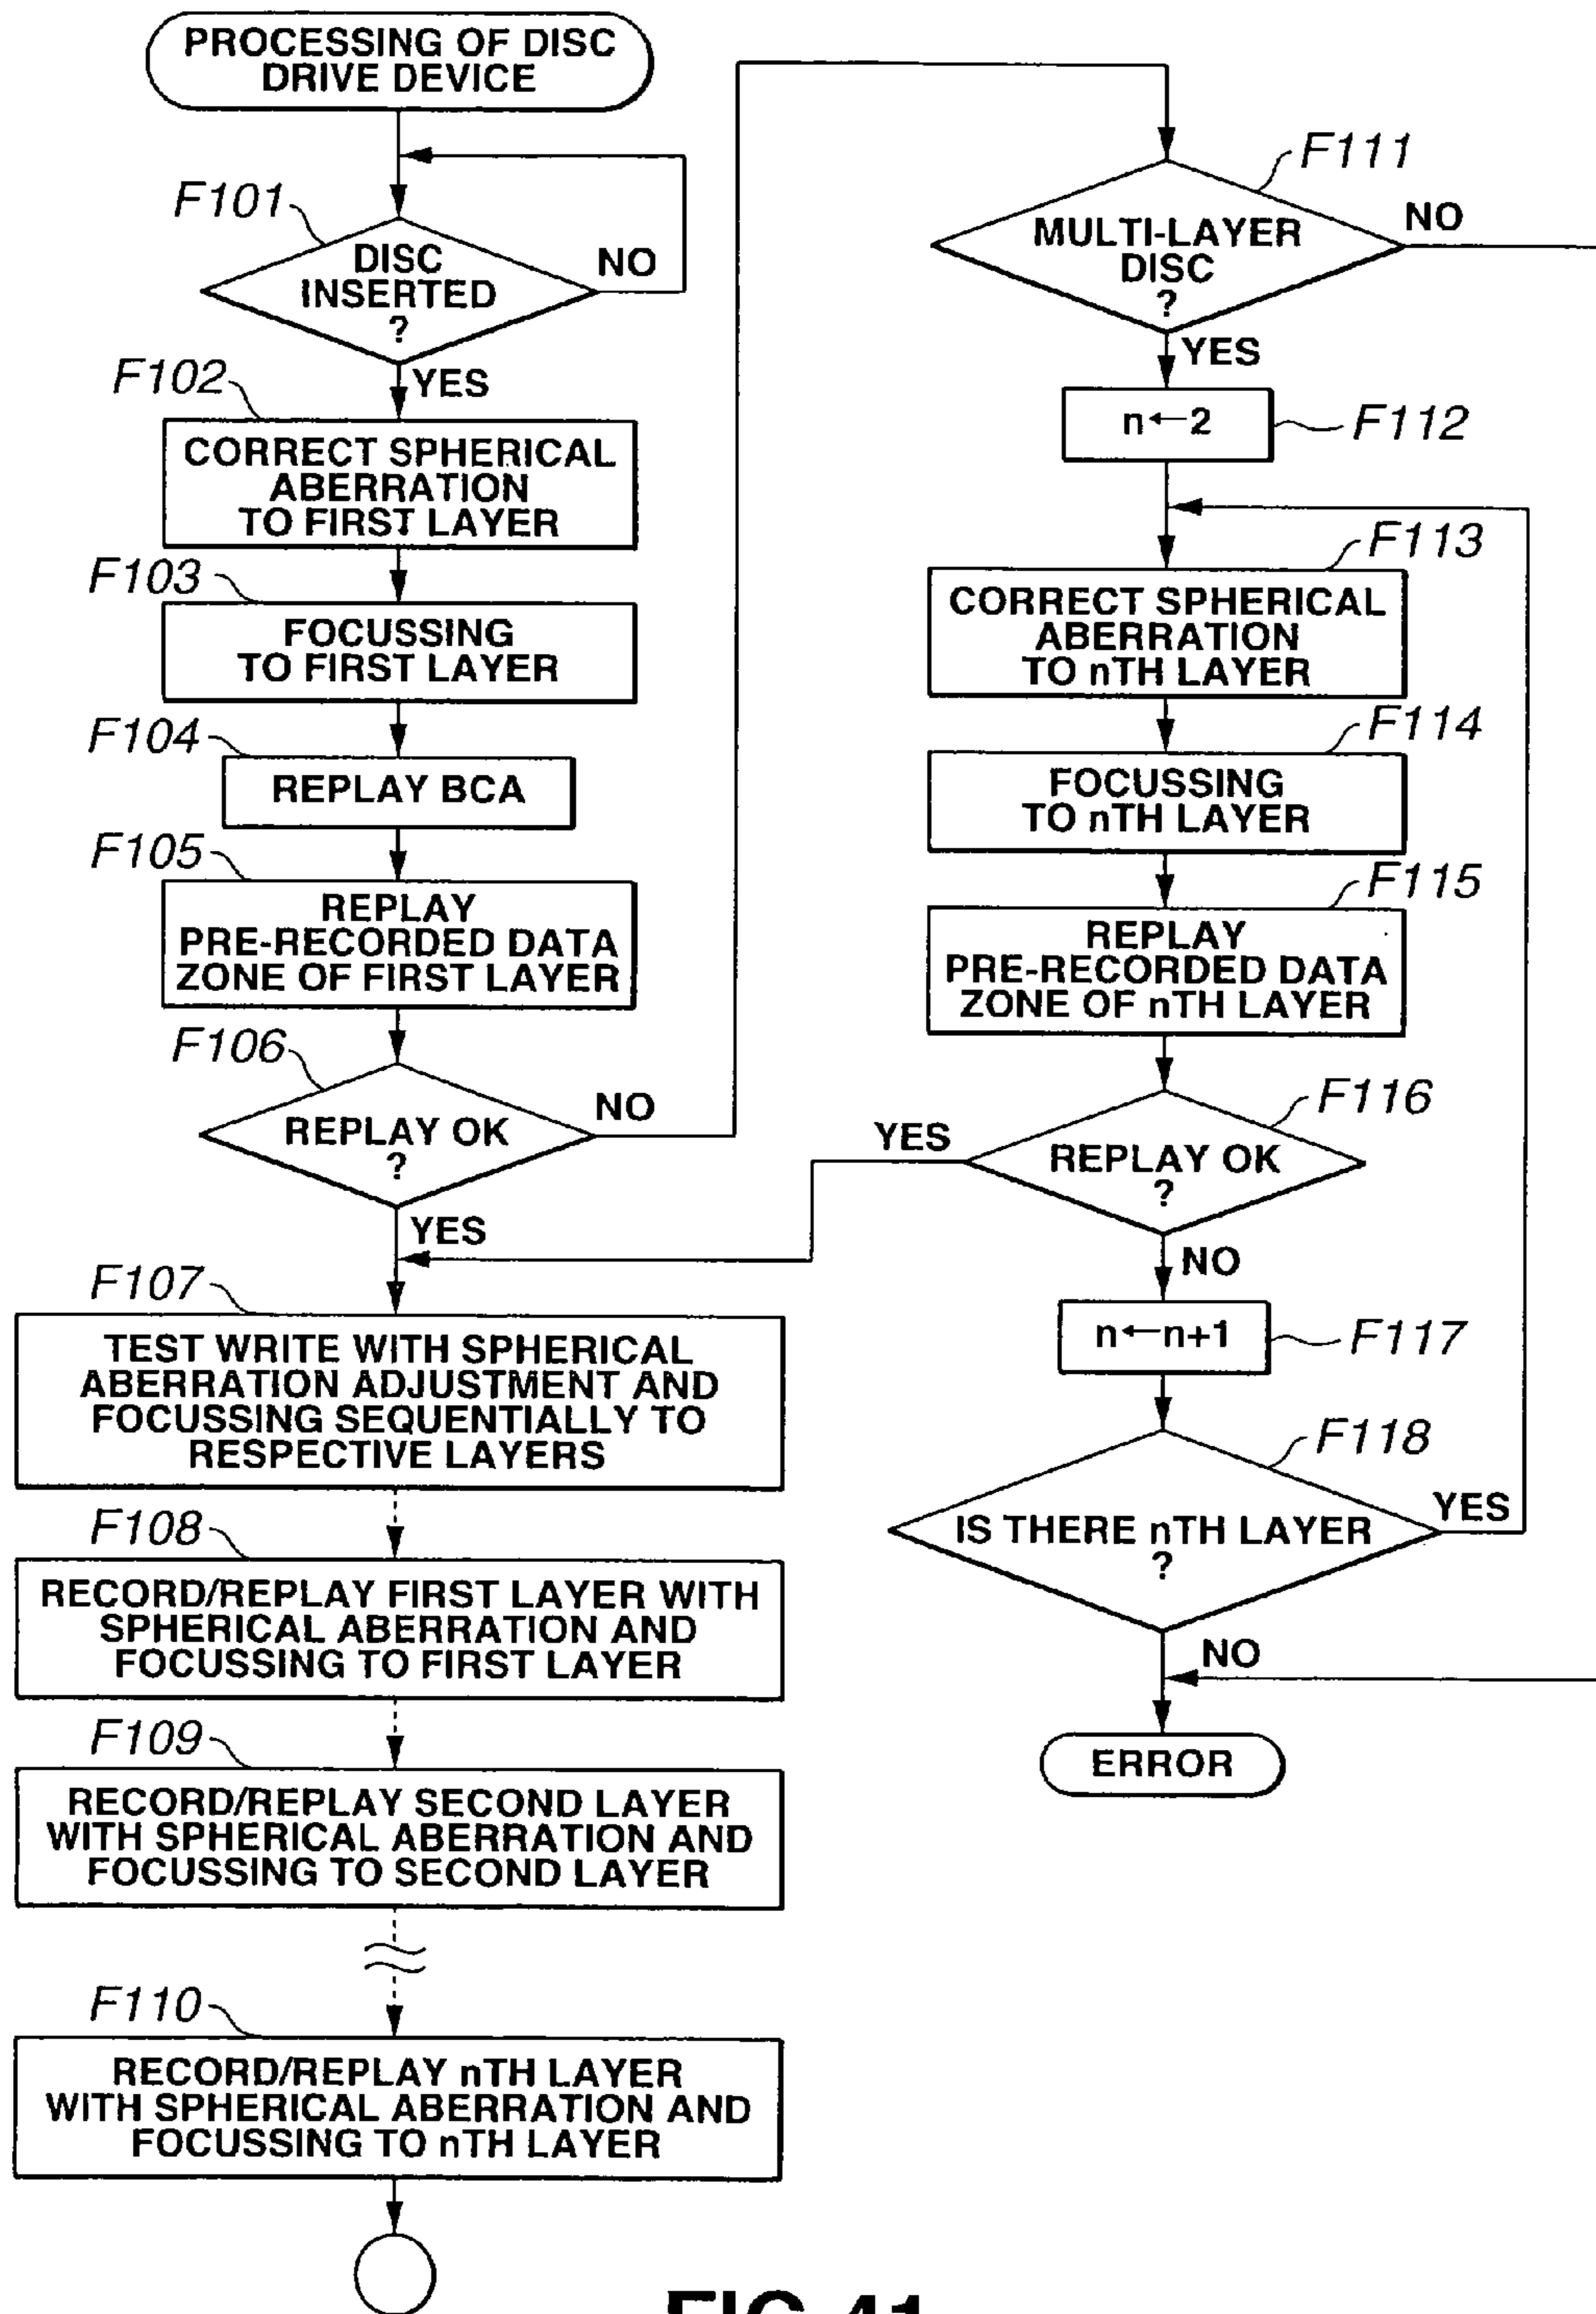 PROCESSING OF DISC
DRIVE DEVICE
F101
DISC
INSERTED
?
NO
YES
F102
CORRECT SPHERICAL
ABERRATION
TO FIRST LAYER
F103
FOCUSSING
TO FIRST LAYER
F104
REPLAY BCA
F105
REPLAY
PRE-RECORDED DATA
ZONE OF FIRST LAYER
F106
REPLAY OK
?
NO
YES
F107
TEST WRITE WITH SPHERICAL
ABERRATION ADJUSTMENT AND
FOCUSSING SEQUENTIALLY TO
RESPECTIVE LAYERS
F108
RECORD/REPLAY FIRST LAYER WITH
SPHERICAL ABERRATION AND
FOCUSSING TO FIRST LAYER
F109
RECORD/REPLAY SECOND LAYER
WITH SPHERICAL ABERRATION AND
FOCUSSING TO SECOND LAYER
F110
RECORD/REPLAY nTH LAYER
WITH SPHERICAL ABERRATION AND
FOCUSSING TO nTH LAYER
F111
MULTI-LAYER
DISC
?
NO
YES
n←2
F112
F113
CORRECT SPHERICAL
ABERRATION
TO nTH LAYER
F114
FOCUSSING
TO nTH LAYER
F115
REPLAY
PRE-RECORDED DATA
ZONE OF nTH LAYER
F116
YES
REPLAY OK
?
NO
n←n+1
F117
F118
IS THERE nTH LAYER
?
YES
NO
ERROR
FIG.41